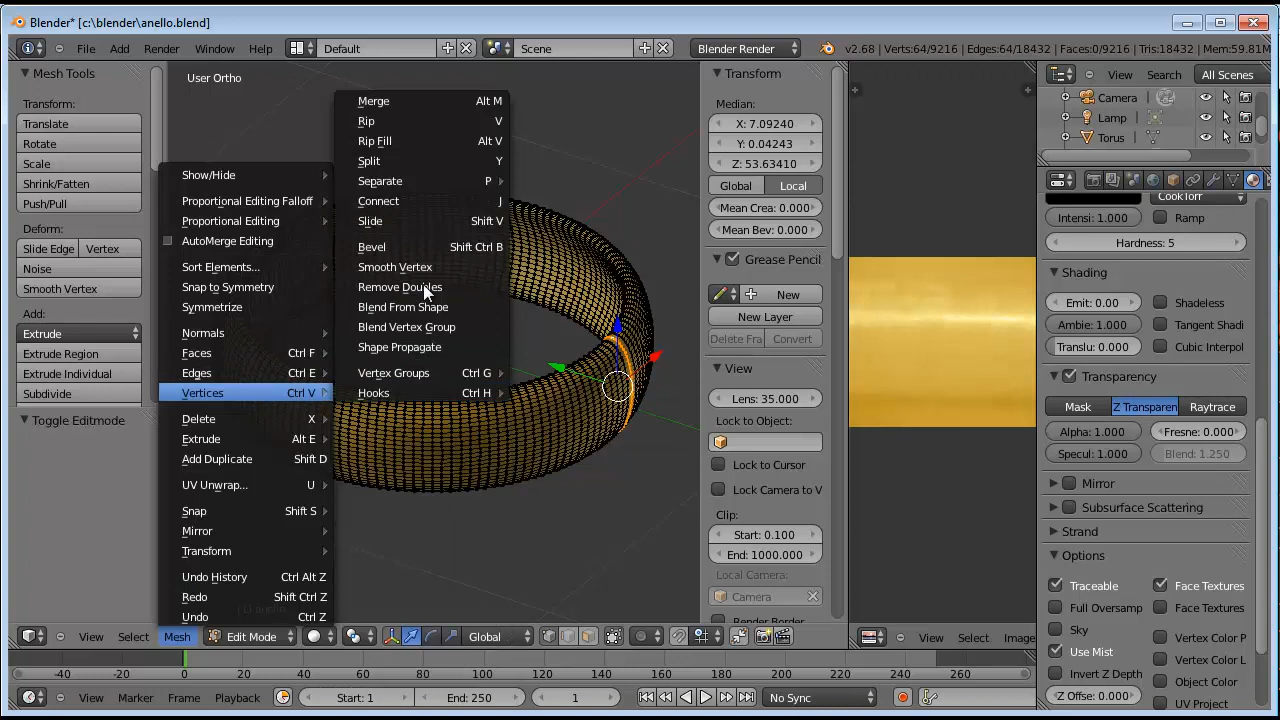 Blender* [c:\blender\anello.blend]
File Add Render Window Help Default Scene Blender Render v2.68 | Verts:64/9216 | Edges:64/18432 | Faces:0/9216 | Tris:18432 | Mem:59.81M
Mesh Tools
Transform:
Translate
Rotate
Scale
Shrink/Fatten
Push/Pull
Deform:
Slide Edge Vertex
Noise
Smooth Vertex
Add:
Extrude
Extrude Region
Extrude Individual
Subdivide
Toggle Editmode
User Ortho
Show/Hide
Proportional Editing Falloff
Proportional Editing
AutoMerge Editing
Sort Elements...
Snap to Symmetry
Symmetrize
Normals
Faces Ctrl F
Edges Ctrl E
Vertices Ctrl V
Delete X
Extrude Alt E
Add Duplicate Shift D
UV Unwrap... U
Snap Shift S
Mirror
Transform
Undo History Ctrl Alt Z
Redo Shift Ctrl Z
Undo Ctrl Z
Merge Alt M
Rip V
Rip Fill Alt V
Split Y
Separate P
Connect J
Slide Shift V
Bevel Shift Ctrl B
Smooth Vertex
Remove Doubles
Blend From Shape
Blend Vertex Group
Shape Propagate
Vertex Groups Ctrl G
Hooks Ctrl H
Transform
Median:
X: 7.09240
Y: 0.04243
Z: 53.63410
Global Local
Mean Crea: 0.000
Mean Bev: 0.000
Grease Pencil
New
New Layer
Delete Fra Convert
View
Lens: 35.000
Lock to Object:
Lock to Cursor
Lock Camera to V
Clip:
Start: 0.100
End: 1000.000
Local Camera:
Camera
Render Border
View Search All Scenes
Camera
Lamp
Torus
CookTorr
Intensi: 1.000 Ramp
Hardness: 5
Shading
Emit: 0.00 Shadeless
Ambie: 1.000 Tangent Shadi
Translu: 0.000 Cubic Interpol
Transparency
Mask Z Transparen Raytrace
Alpha: 1.000 Fresne: 0.000
Specul: 1.000 Blend: 1.250
Mirror
Subsurface Scattering
Strand
Options
Traceable Face Textures
Full Oversamp Face Textures
Sky Vertex Color P
Use Mist Vertex Color L
Invert Z Depth Object Color
Z Offse: 0.000 UV Project
View Select Mesh Edit Mode Global View Select Image
-40 -20 0 20 40 60 80 100 120 140 160 180 200 220 240 260
View Marker Frame Playback Start: 1 End: 250 1 No Sync